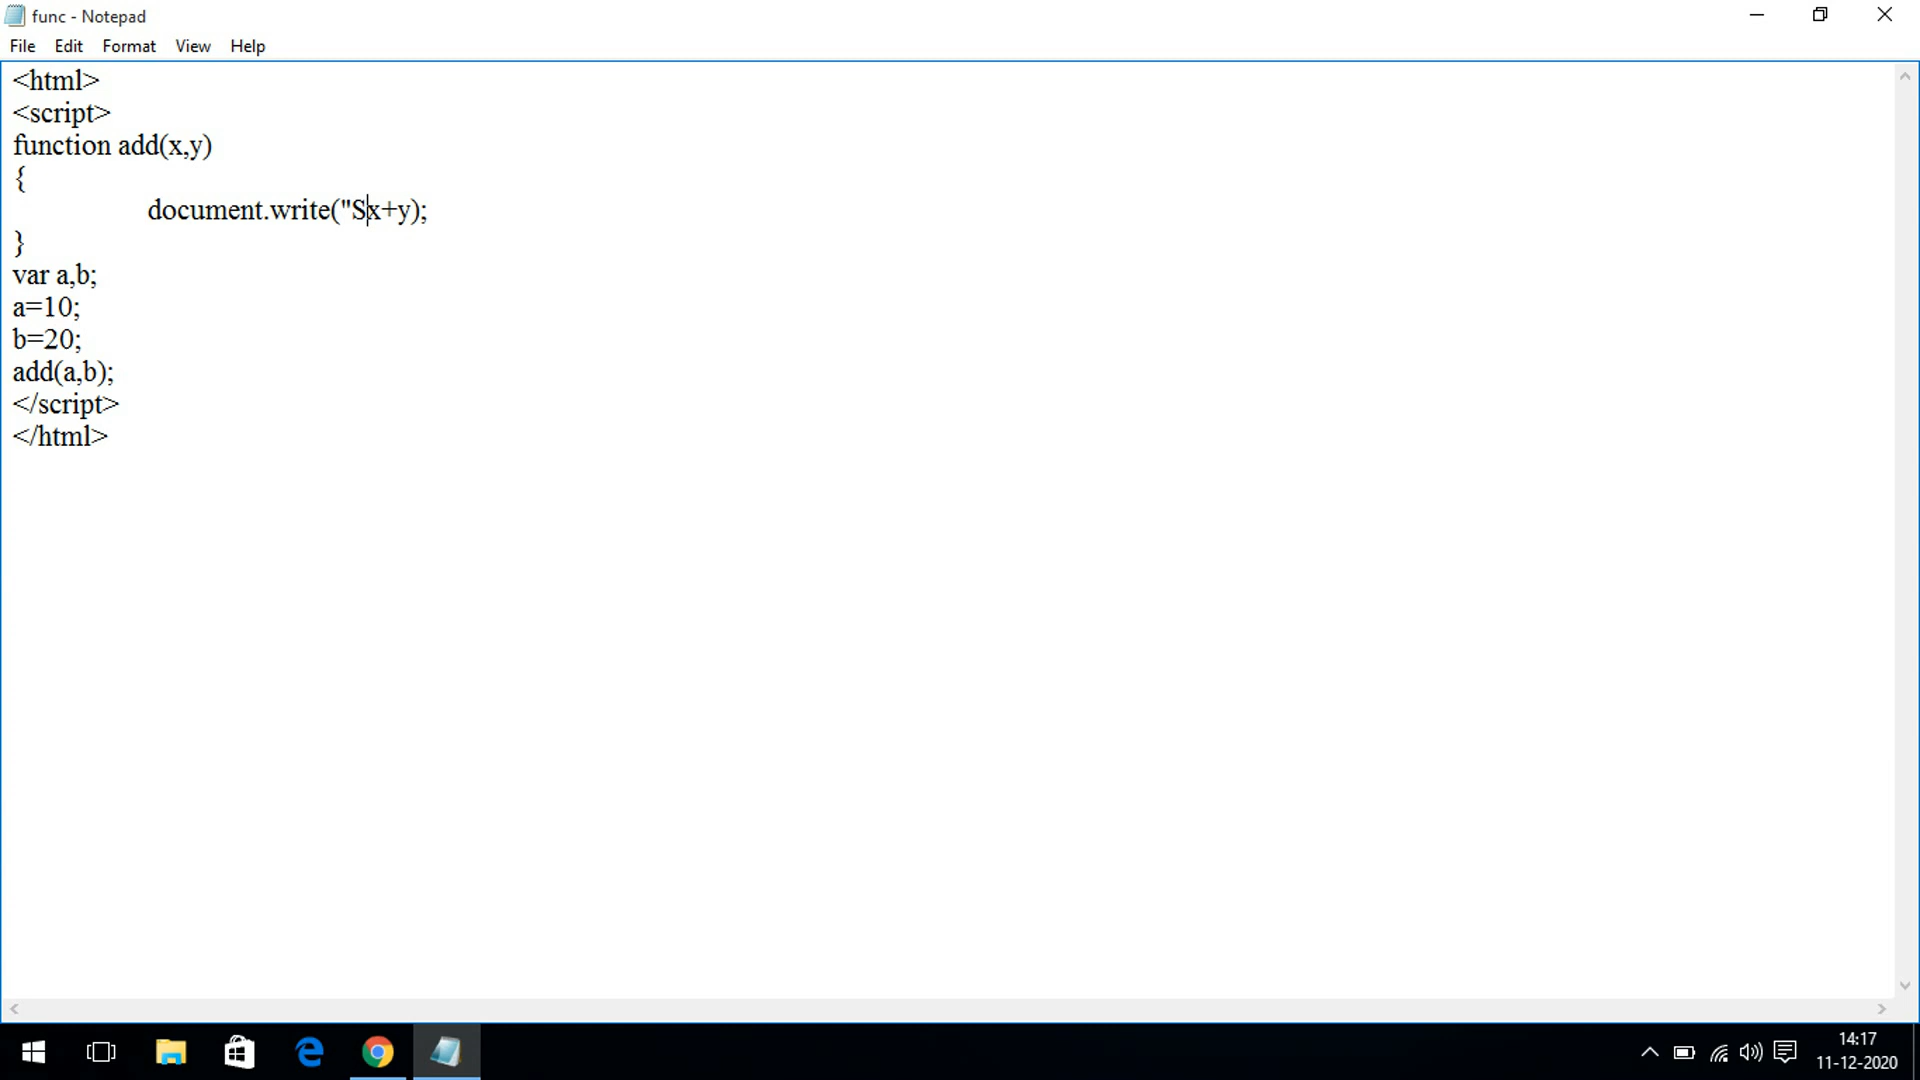 func - Notepad
File Edit Format View Help
<html>
<script>
function add(x,y)
{
document.write("Sx+y);
}
var a,b;
a=10;
b=20;
add(a,b);
</script>
</html>
14:17
11-12-2020